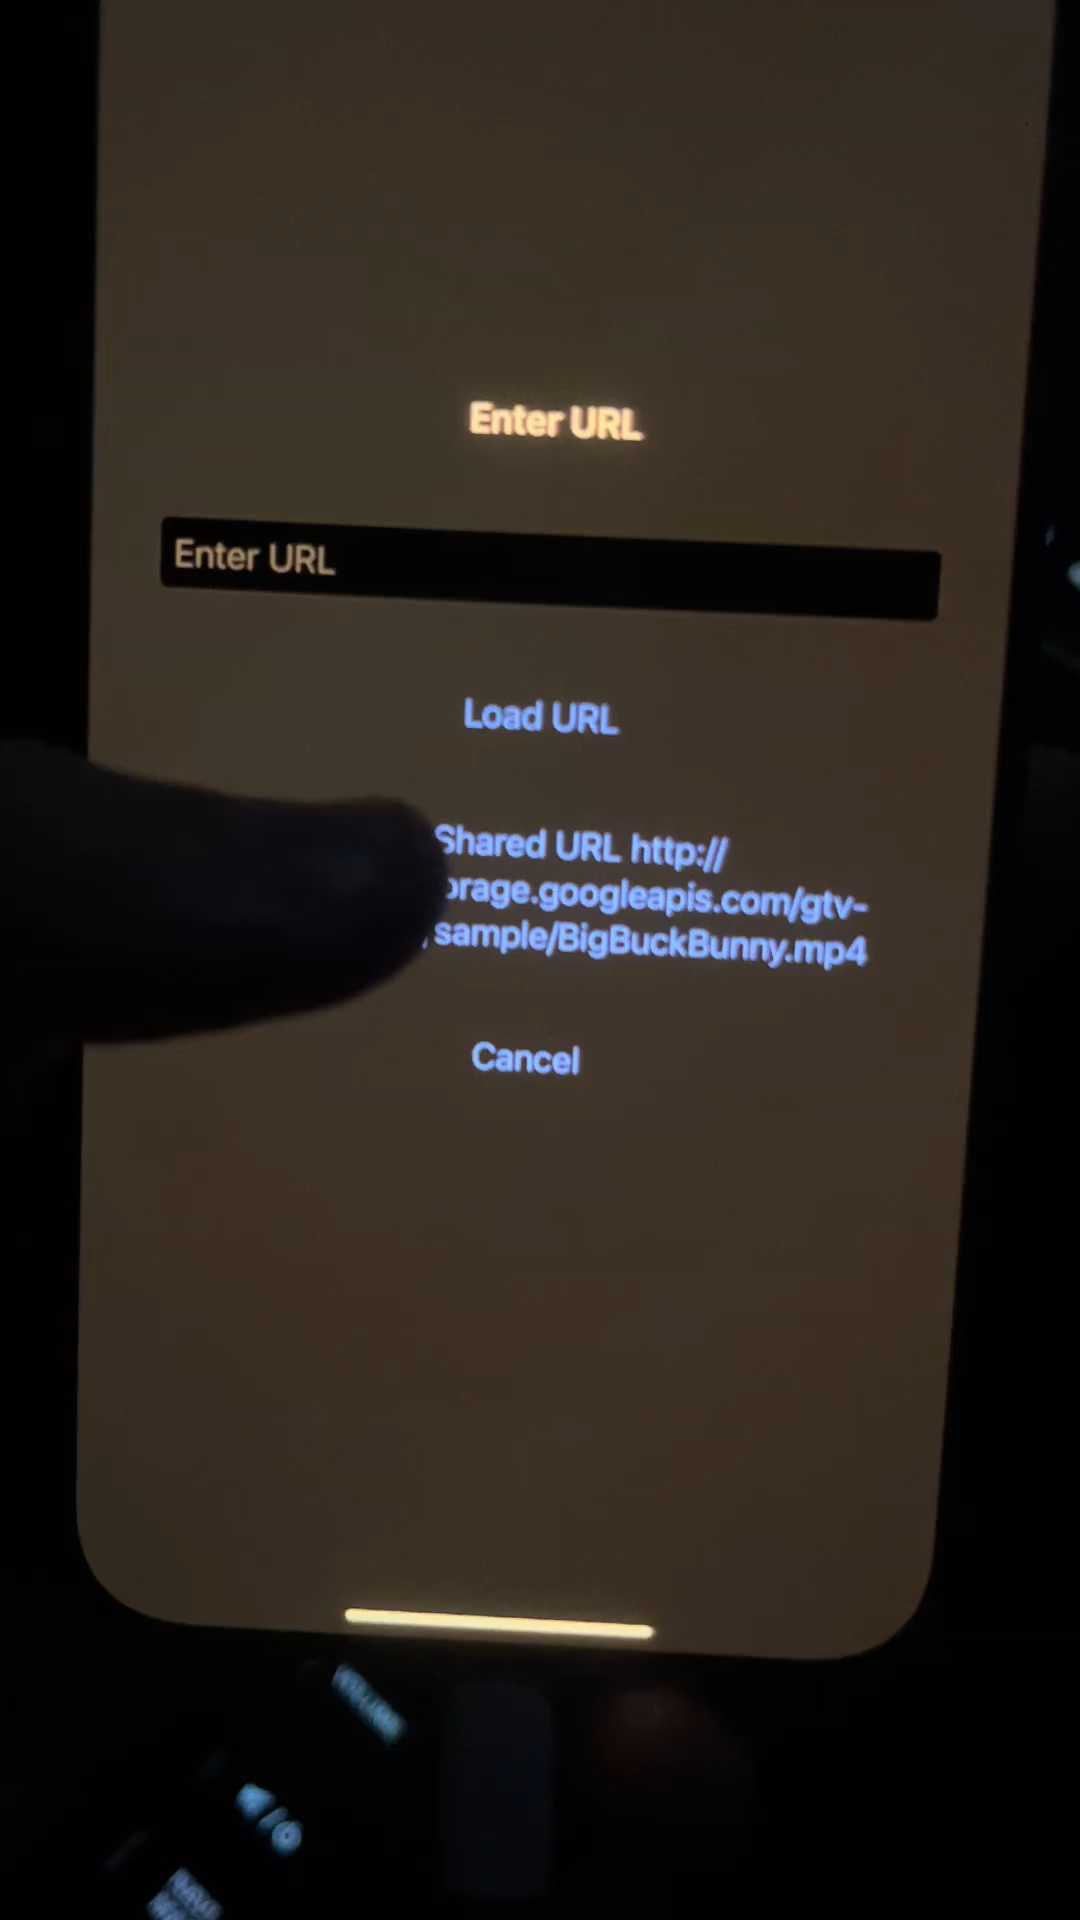 Enter URL
Enter URL
Load URL
Shared URL http://
orage.googleapis.com/gtv-
sample/BigBuckBunny.mp4
Cancel